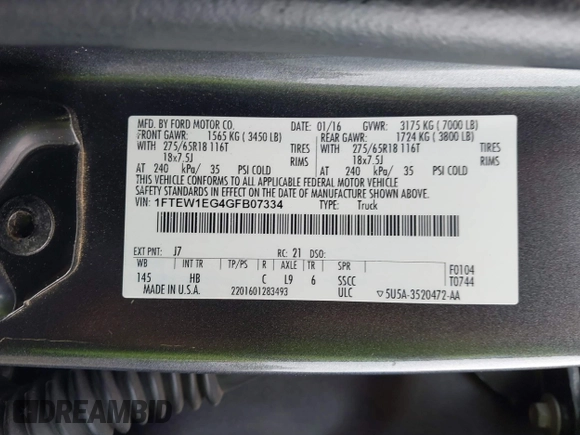 MFD. BY FORD MOTOR CO. DATE: 01/16 GVWR: 3175 KG ( 7000 LB)
FRONT GAWR: 1565 KG ( 3450 LB) REAR GAWR: 1724 KG ( 3800 LB)
WITH 275/65R18 116T TIRES WITH 275/65R18 116T TIRES
18x7.5J RIMS 18x7.5J RIMS
AT 240 kPa/ 35 PSI COLD AT 240 kPa/ 35 PSI COLD
THIS VEHICLE CONFORMS TO ALL APPLICABLE FEDERAL MOTOR VEHICLE
SAFETY, BUMPER, AND THEFT PREVENTION STANDARDS IN EFFECT ON THE DATE OF MANUFACTURE SHOWN ABOVE.
VIN: 1FTEW1EG4GFB07334 TYPE: Truck
EXT PNT: J7 RC: 21 DSO:
WB INT TR TP/PS R AXLE TR SPR F0104
145 HB C L9 6 SSCC T0744
MADE IN U.S.A. 2201601283493 ULC ▽5U5A-3520472-AA
DREAMBID